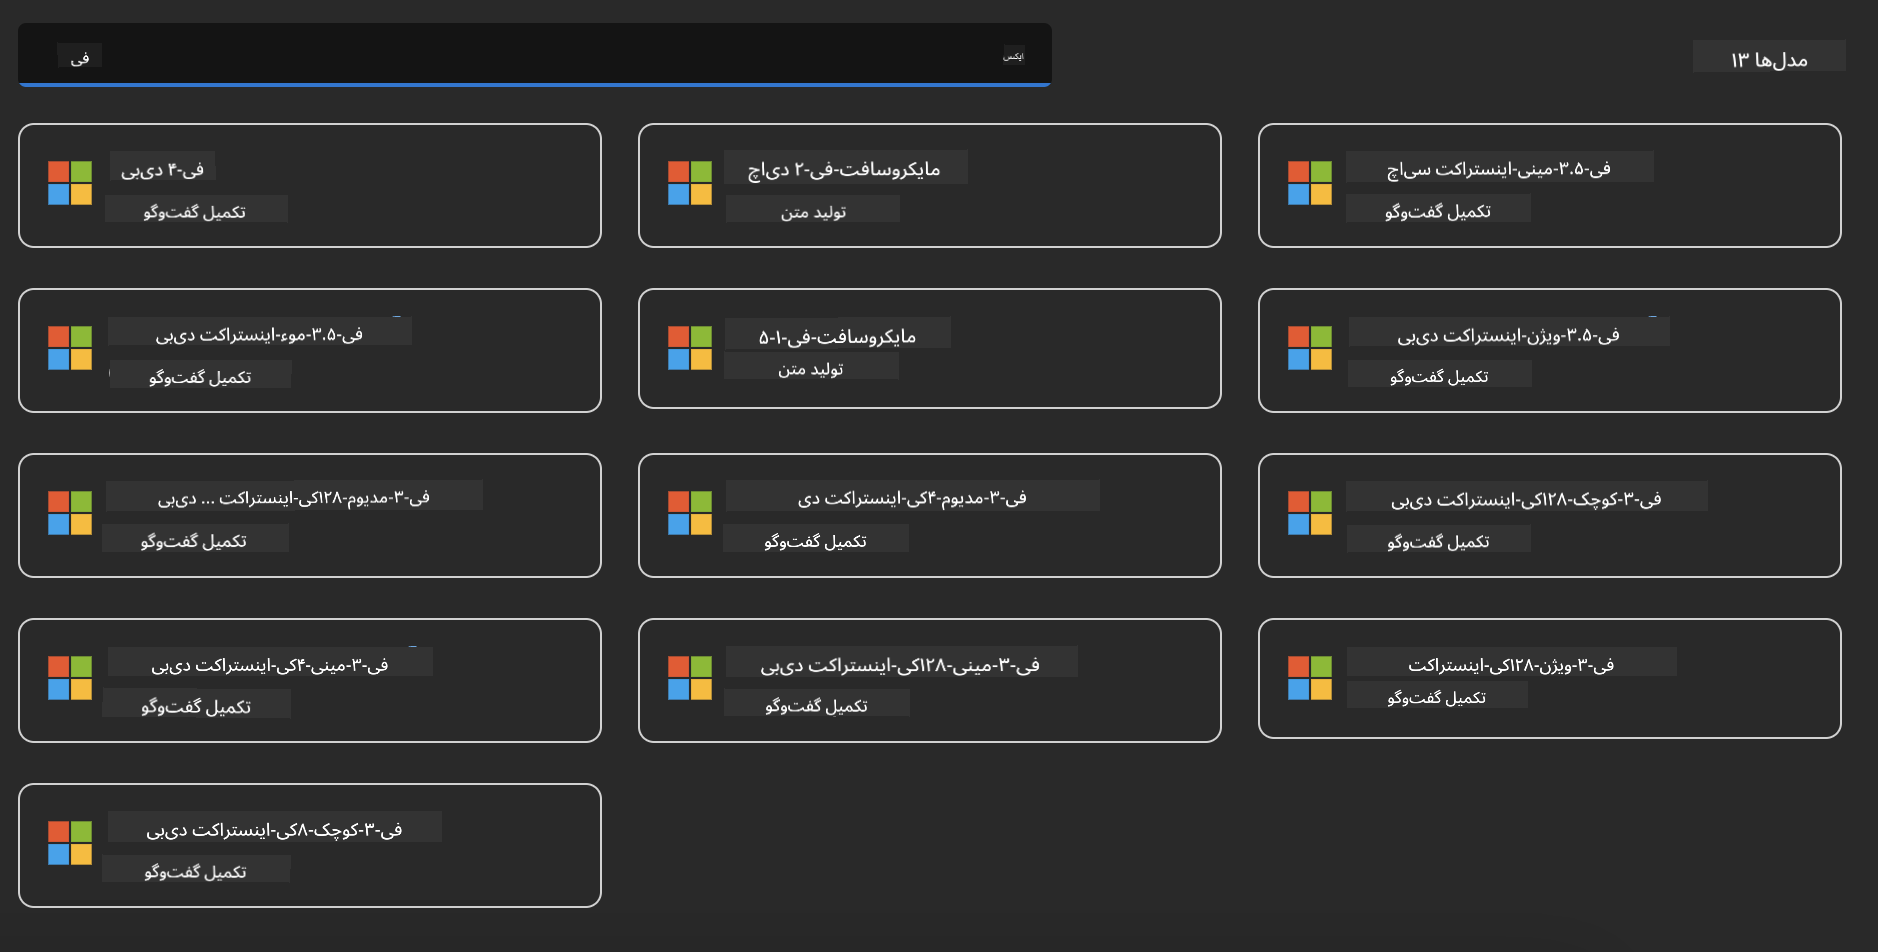 فی
ایکس
مدل‌ها ۱۳
فی-۴ دی‌بی
تکمیل گفت‌وگو
مایکروسافت-فی-۲ دی‌اچ
تولید متن
فی-۳.۵-مینی-اینستراکت سی‌اچ
تکمیل گفت‌وگو
فی-۳.۵-موء-اینستراکت دی‌بی
تکمیل گفت‌وگو
مایکروسافت-فی-۱-۵
تولید متن
فی-۳.۵-ویژن-اینستراکت دی‌بی
تکمیل گفت‌وگو
فی-۳-مدیوم-۱۲۸کی-اینستراکت ... دی‌بی
تکمیل گفت‌وگو
فی-۳-مدیوم-۴کی-اینستراکت دی
تکمیل گفت‌وگو
فی-۳-کوچک-۱۲۸کی-اینستراکت دی‌بی
تکمیل گفت‌وگو
فی-۳-مینی-۴کی-اینستراکت دی‌بی
تکمیل گفت‌وگو
فی-۳-مینی-۱۲۸کی-اینستراکت دی‌بی
تکمیل گفت‌وگو
فی-۳-ویژن-۱۲۸کی-اینستراکت
تکمیل گفت‌وگو
فی-۳-کوچک-۸کی-اینستراکت دی‌بی
تکمیل گفت‌وگو